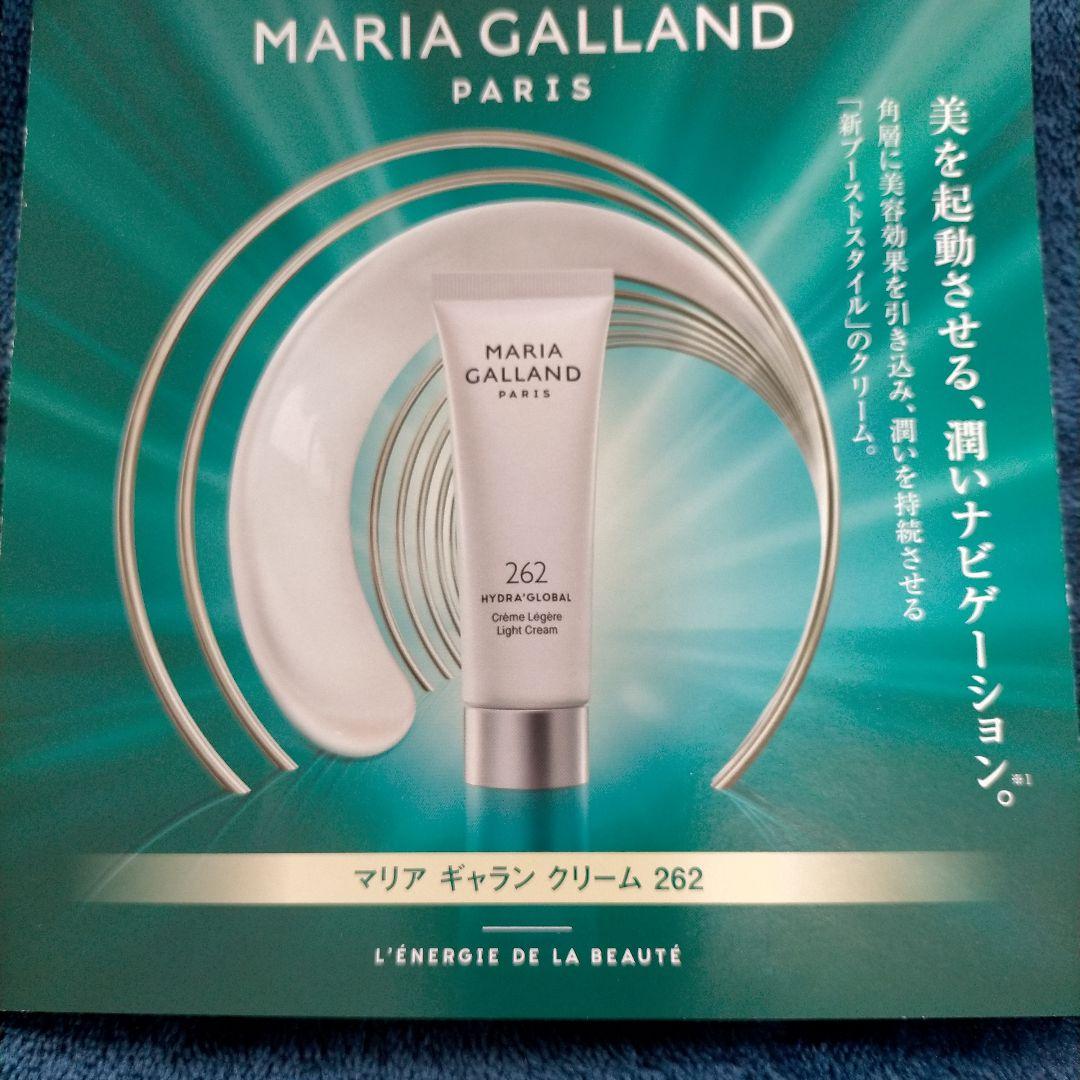 MARIA GALLAND
PARIS
美を起動させる、潤いナビゲーション。※1
角層に美容効果を引き込み、潤いを持続させる
「新ブーストスタイル」のクリーム。
MARIA
GALLAND
PARIS
262
HYDRA'GLOBAL
Crème Légère
Light Cream
マリア ギャラン クリーム 262
L'ÉNERGIE DE LA BEAUTÉ